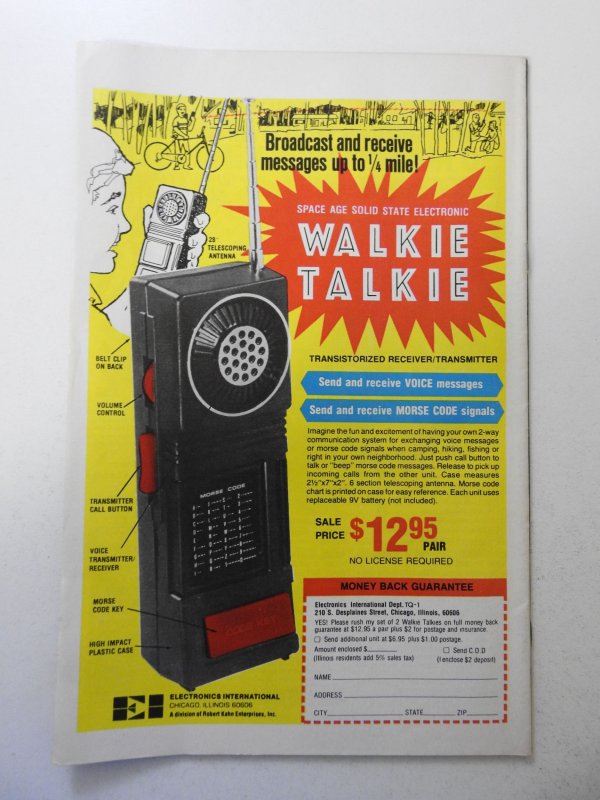 Broadcast and receive
messages up to 1/4 mile!
SPACE AGE SOLID STATE ELECTRONIC
WALKIE
TALKIE
28"
TELESCOPING
ANTENNA
BELT CLIP
ON BACK
VOLUME
CONTROL
TRANSMITTER
CALL BUTTON
VOICE
TRANSMITTER/
RECEIVER
MORSE
CODE KEY
HIGH IMPACT
PLASTIC CASE
MORSE CODE
TRANSISTORIZED RECEIVER/TRANSMITTER
Send and receive VOICE messages
Send and receive MORSE CODE signals
Imagine the fun and excitement of having your own 2-way
communication system for exchanging voice messages
or morse code signals when camping, hiking, fishing or
right in your own neighborhood. Just push call button to
talk or "beep" morse code messages. Release to pick up
incoming calls from the other unit. Case measures
2½"x7"x2". 6 section telescoping antenna. Morse code
chart is printed on case for easy reference. Each unit uses
replaceable 9V battery (not included).
SALE
PRICE $12.95
PAIR
NO LICENSE REQUIRED
MONEY BACK GUARANTEE
Electronics International Dept. TQ-1
210 S. Desplaines Street, Chicago, Illinois, 60606
YES! Please rush my set of 2 Walkie Talkies on full money back
guarantee at $12.95 a pair plus $2 for postage and insurance.
Send additional unit at $6.95 plus $1.00 postage.
Amount enclosed $ Send C.O.D
(Illinois residents add 5% sales tax) (I enclose $2 deposit)
NAME
ADDRESS
CITY STATE ZIP
EI
ELECTRONICS INTERNATIONAL
CHICAGO, ILLINOIS 60606
A division of Robert Kahn Enterprises, Inc.